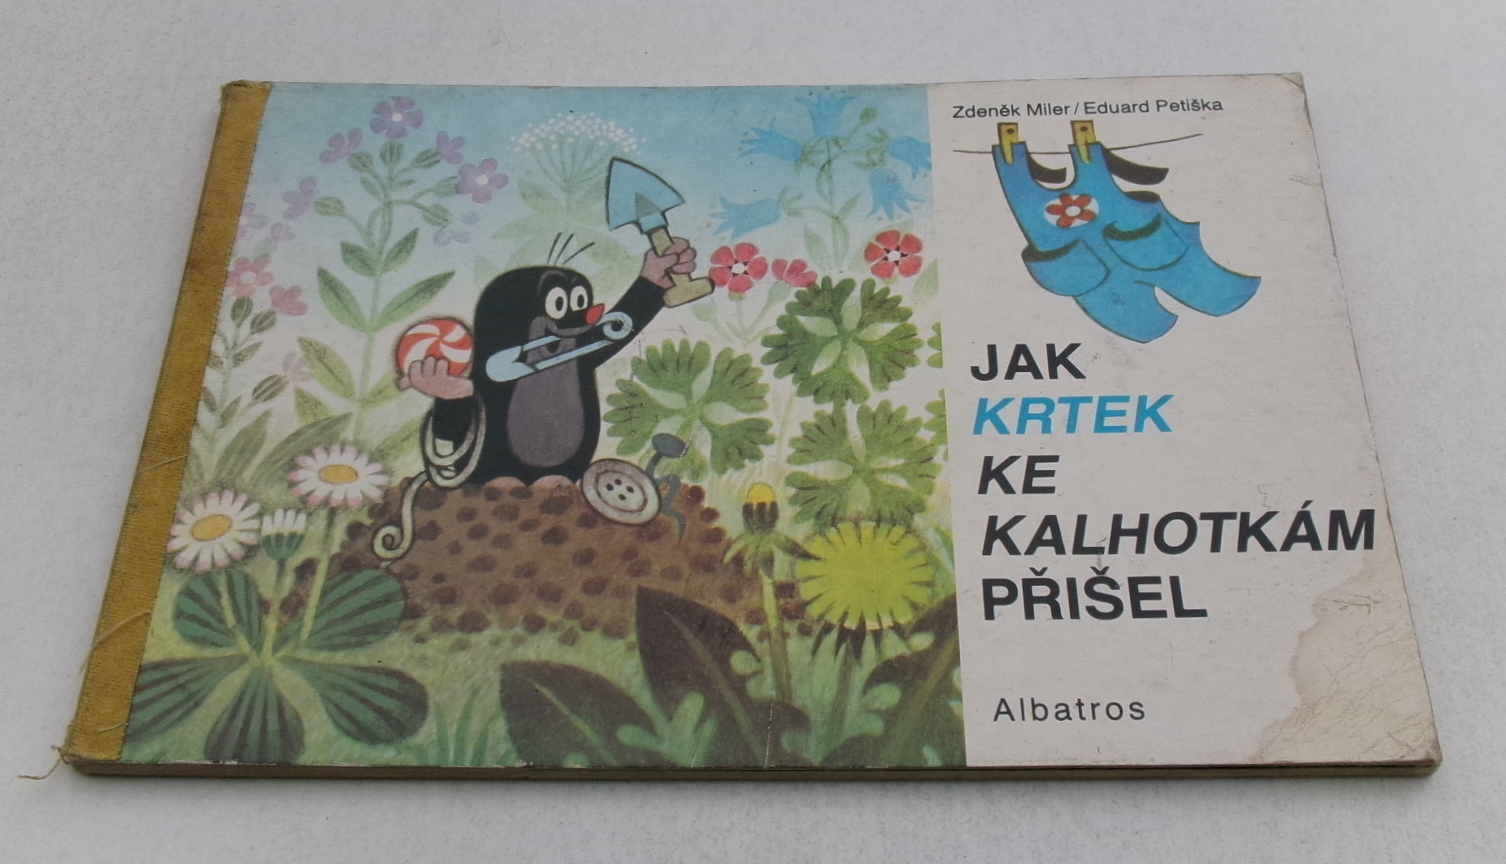 Zdeněk Miler/Eduard Petiška
JAK
KRTEK
KE
KALHOTKÁM
PŘIŠEL
Albatros